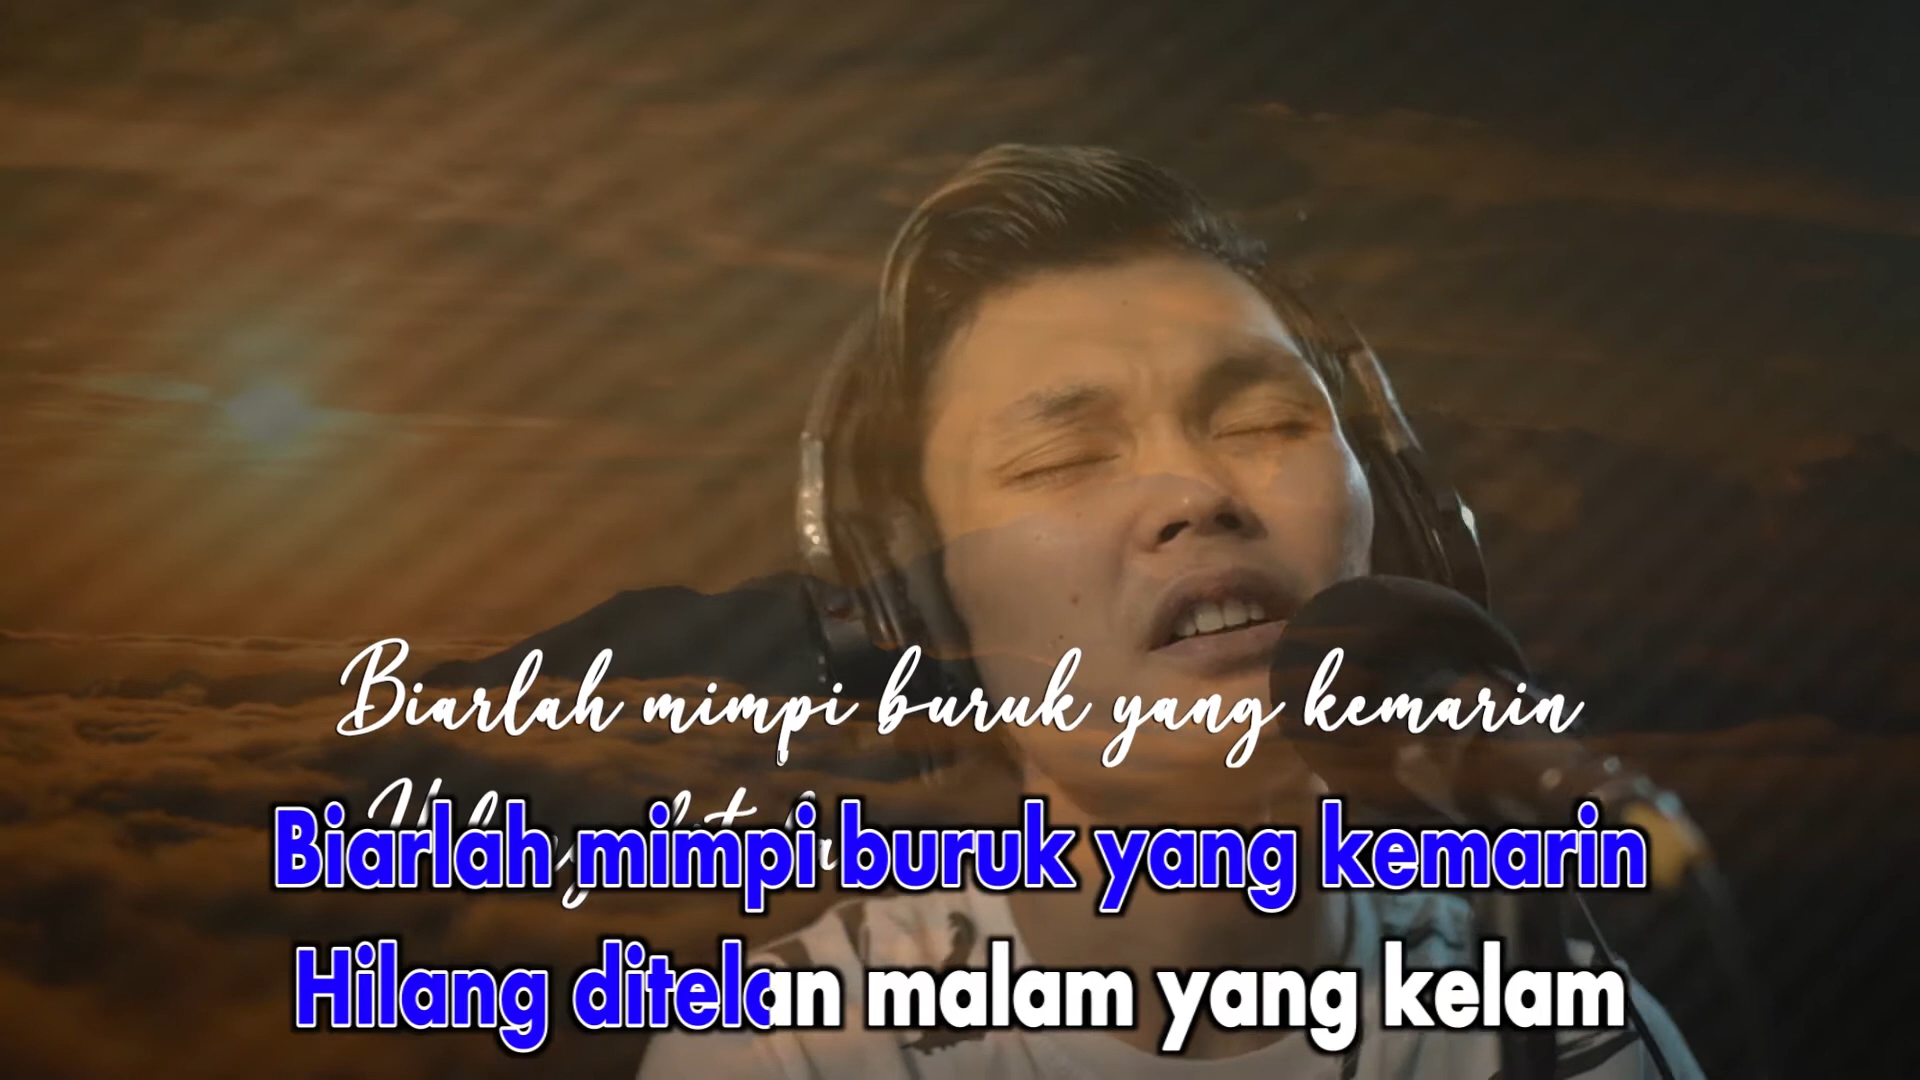 Biarlah mimpi buruk yang kemarin
Biarlah mimpi buruk yang kemarin
Hilang ditelan malam yang kelam